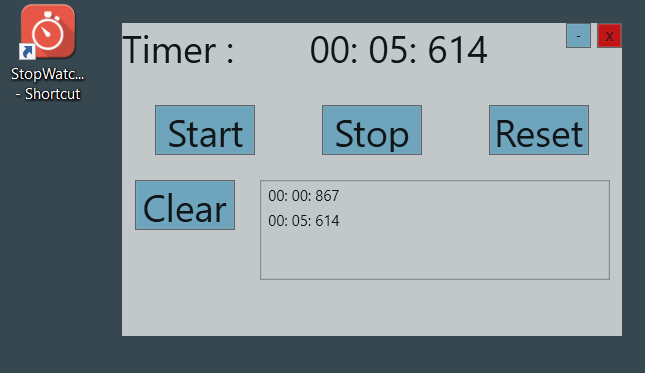 StopWatc...
- Shortcut
Timer : 00: 05: 614
- X
Start Stop Reset
Clear
00: 00: 867
00: 05: 614